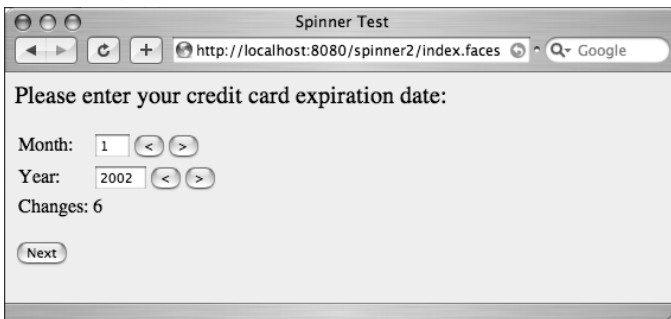 Spinner Test
http://localhost:8080/spinner2/index.faces Google
Please enter your credit card expiration date:
Month: 1 < >
Year: 2002 < >
Changes: 6
Next